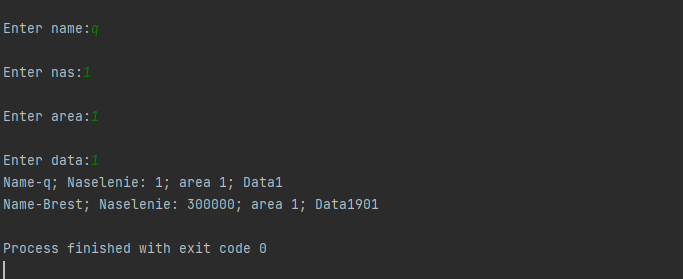 Enter name:q
Enter nas:1
Enter area:1
Enter data:1
Name-q; Naselenie: 1; area 1; Data1
Name-Brest; Naselenie: 300000; area 1; Data1901
Process finished with exit code 0